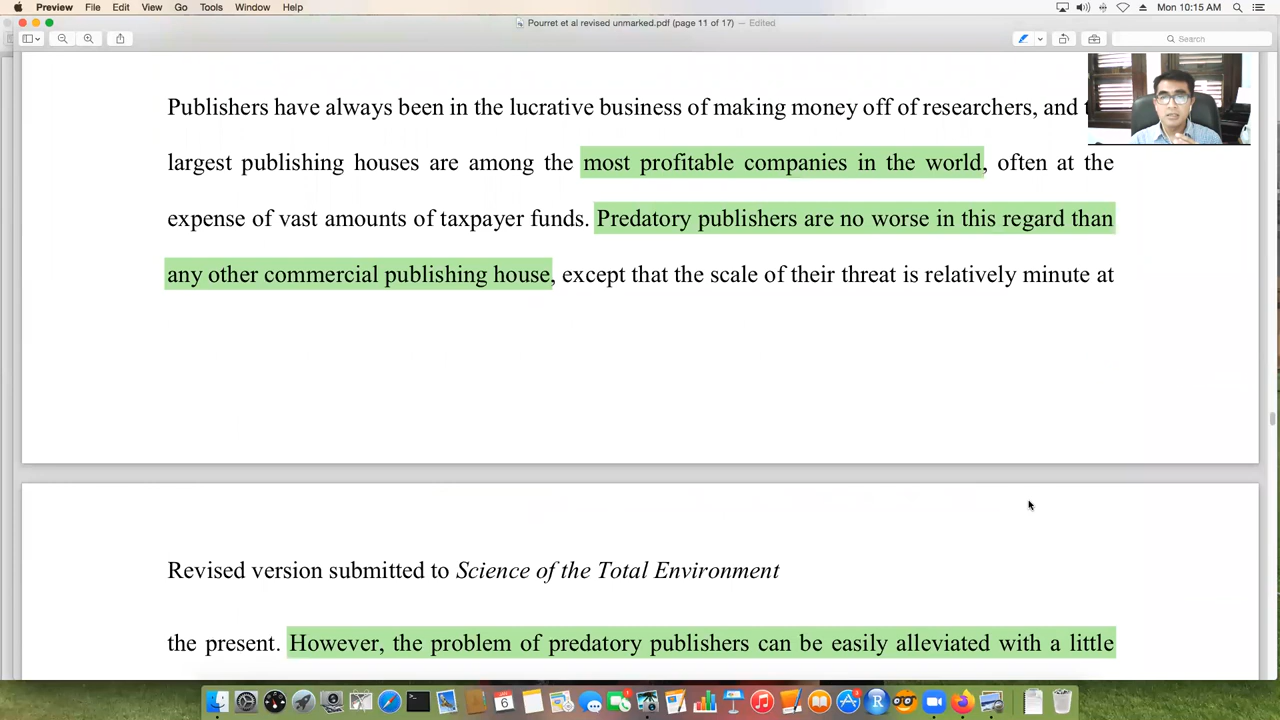 Preview File Edit View Go Tools Window Help Mon 10:15 AM
Pourret et al revised unmarked.pdf (page 11 of 17) — Edited
Search
Publishers have always been in the lucrative business of making money off of researchers, and
largest publishing houses are among the most profitable companies in the world, often at the
expense of vast amounts of taxpayer funds. Predatory publishers are no worse in this regard than
any other commercial publishing house, except that the scale of their threat is relatively minute at
Revised version submitted to Science of the Total Environment
the present. However, the problem of predatory publishers can be easily alleviated with a little